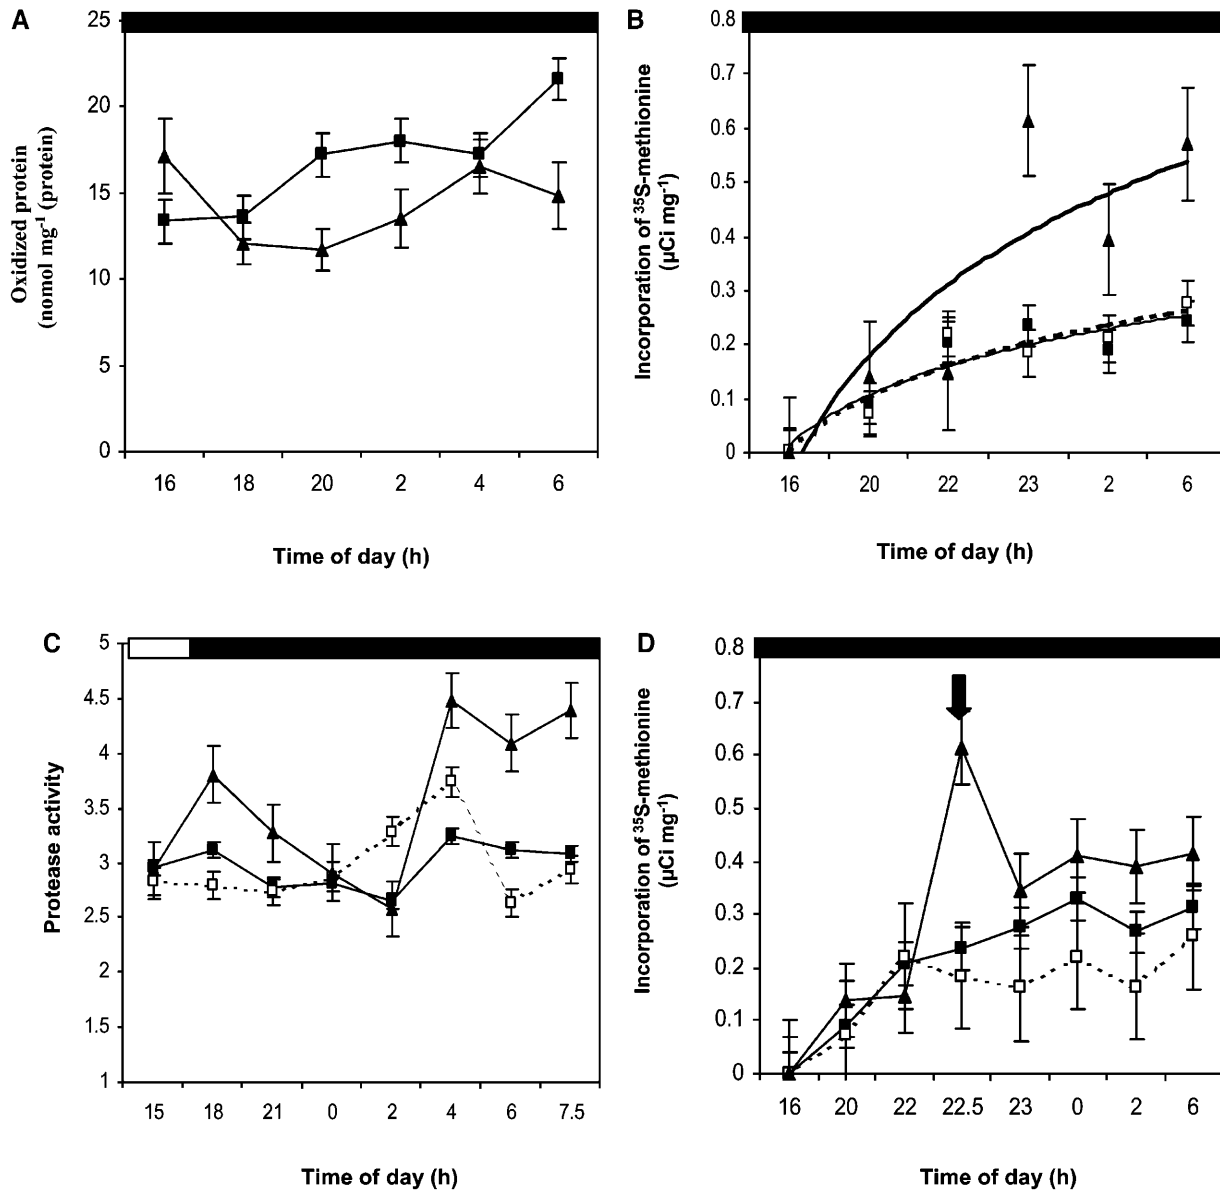 A
25
20
15
10
5
0
16 18 20 2 4 6
Oxidized protein
(nomol mg⁻¹ (protein)
Time of day (h)
B
0.8
0.7
0.6
0.5
0.4
0.3
0.2
0.1
0
16 20 22 23 2 6
Incorporation of ³⁵S-methionine
(µCi mg⁻¹)
Time of day (h)
C
5
4.5
4
3.5
3
2.5
2
1.5
1
15 18 21 0 2 4 6 7.5
Protease activity
Time of day (h)
D
0.8
0.7
0.6
0.5
0.4
0.3
0.2
0.1
0
16 20 22 22.5 23 0 2 6
Incorporation of ³⁵S-methionine
(µCi mg⁻¹)
Time of day (h)